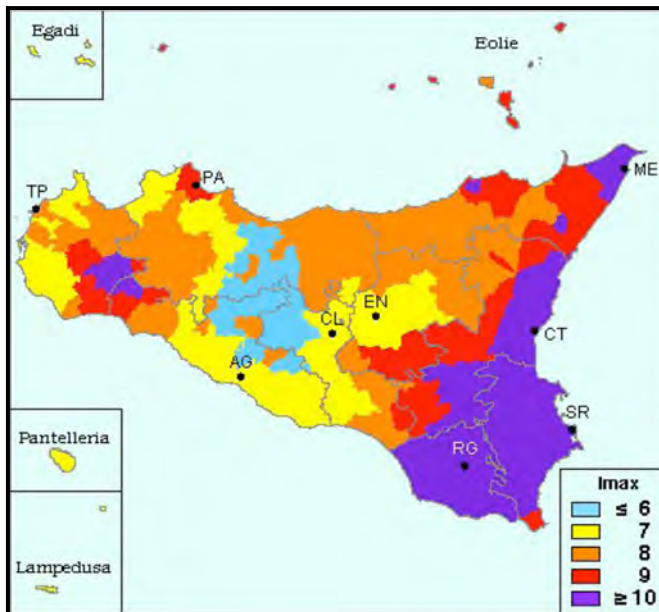 Egadi
Eolie
ME
PA
TP
EN
CL
CT
AG
SR
RG
Pantelleria
Lampedusa
Imax
≤ 6
7
8
9
≥ 10